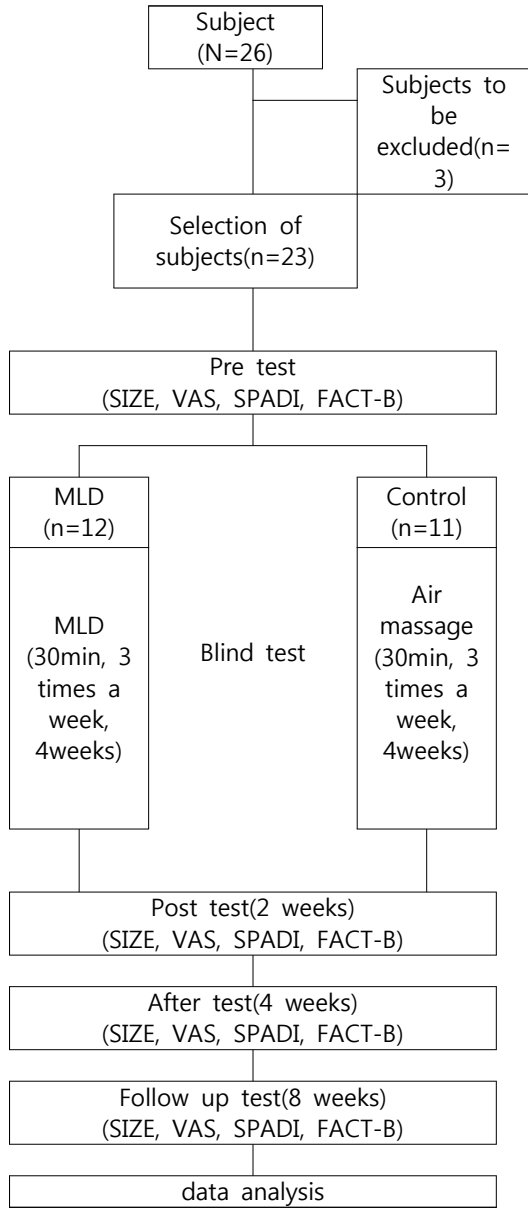 Subject
(N=26)
Subjects to
be
excluded(n=
3)
Selection of
subjects(n=23)
Pre test
(SIZE, VAS, SPADI, FACT-B)
MLD
(n=12)
Control
(n=11)
MLD
(30min, 3
times a
week,
4weeks)
Blind test
Air
massage
(30min, 3
times a
week,
4weeks)
Post test(2 weeks)
(SIZE, VAS, SPADI, FACT-B)
After test(4 weeks)
(SIZE, VAS, SPADI, FACT-B)
Follow up test(8 weeks)
(SIZE, VAS, SPADI, FACT-B)
data analysis